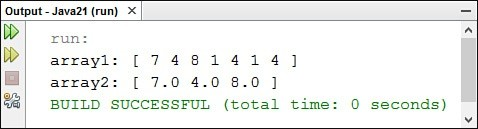 Output - Java21 (run)
run:
array1: [ 7 4 8 1 4 1 4 ]
array2: [ 7.0 4.0 8.0 ]
BUILD SUCCESSFUL (total time: 0 seconds)